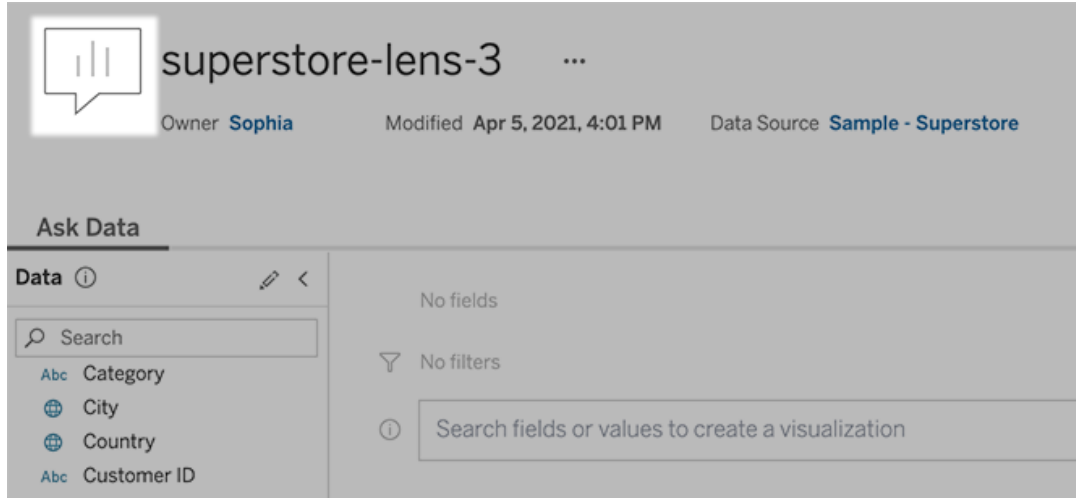 superstore-lens-3 ...
Owner Sophia Modified Apr 5, 2021, 4:01 PM Data Source Sample - Superstore
Ask Data
Data
Search
Abc Category
City
Country
Abc Customer ID
No fields
No filters
Search fields or values to create a visualization